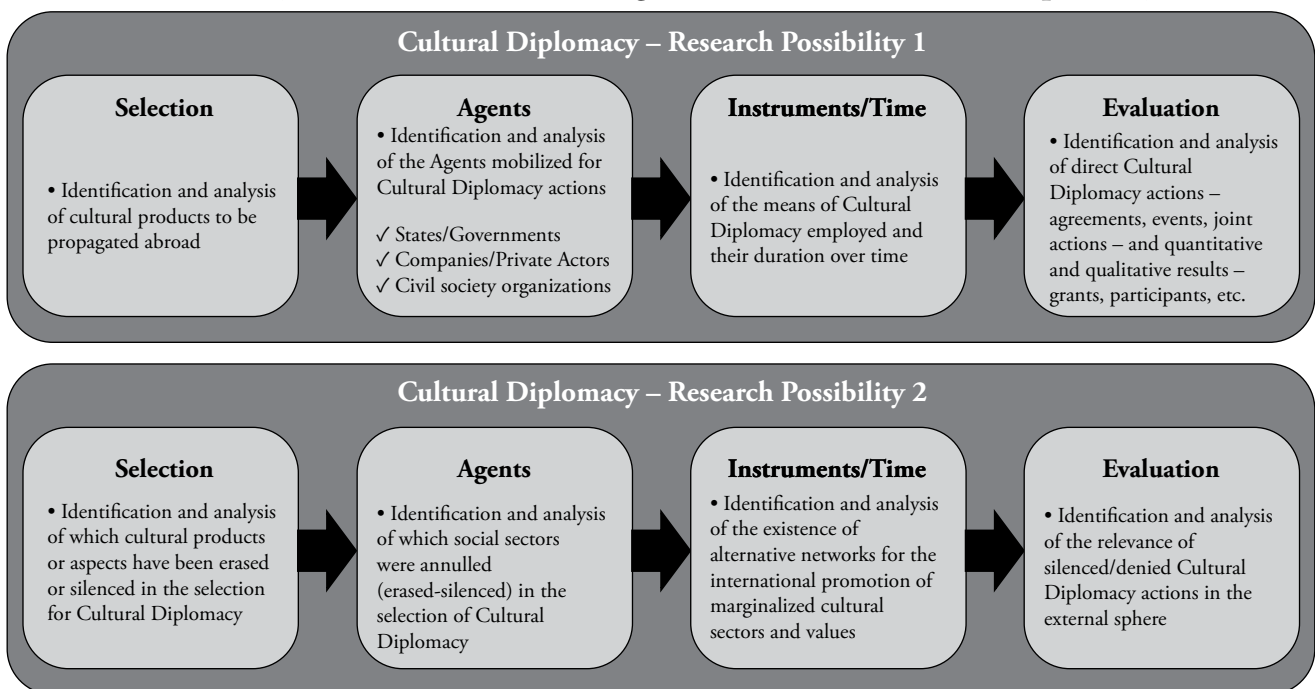 Cultural Diplomacy – Research Possibility 1
Selection
• Identification and analysis
of cultural products to be
propagated abroad
Agents
• Identification and analysis
of the Agents mobilized for
Cultural Diplomacy actions
✓ States/Governments
✓ Companies/Private Actors
✓ Civil society organizations
Instruments/Time
• Identification and analysis
of the means of Cultural
Diplomacy employed and
their duration over time
Evaluation
• Identification and analysis
of direct Cultural
Diplomacy actions –
agreements, events, joint
actions – and quantitative
and qualitative results –
grants, participants, etc.
Cultural Diplomacy – Research Possibility 2
Selection
• Identification and analysis
of which cultural products
or aspects have been erased
or silenced in the selection
for Cultural Diplomacy
Agents
• Identification and analysis
of which social sectors
were annulled
(erased-silenced) in the
selection of Cultural
Diplomacy
Instruments/Time
• Identification and analysis
of the existence of
alternative networks for the
international promotion of
marginalized cultural
sectors and values
Evaluation
• Identification and analysis
of the relevance of
silenced/denied Cultural
Diplomacy actions in the
external sphere